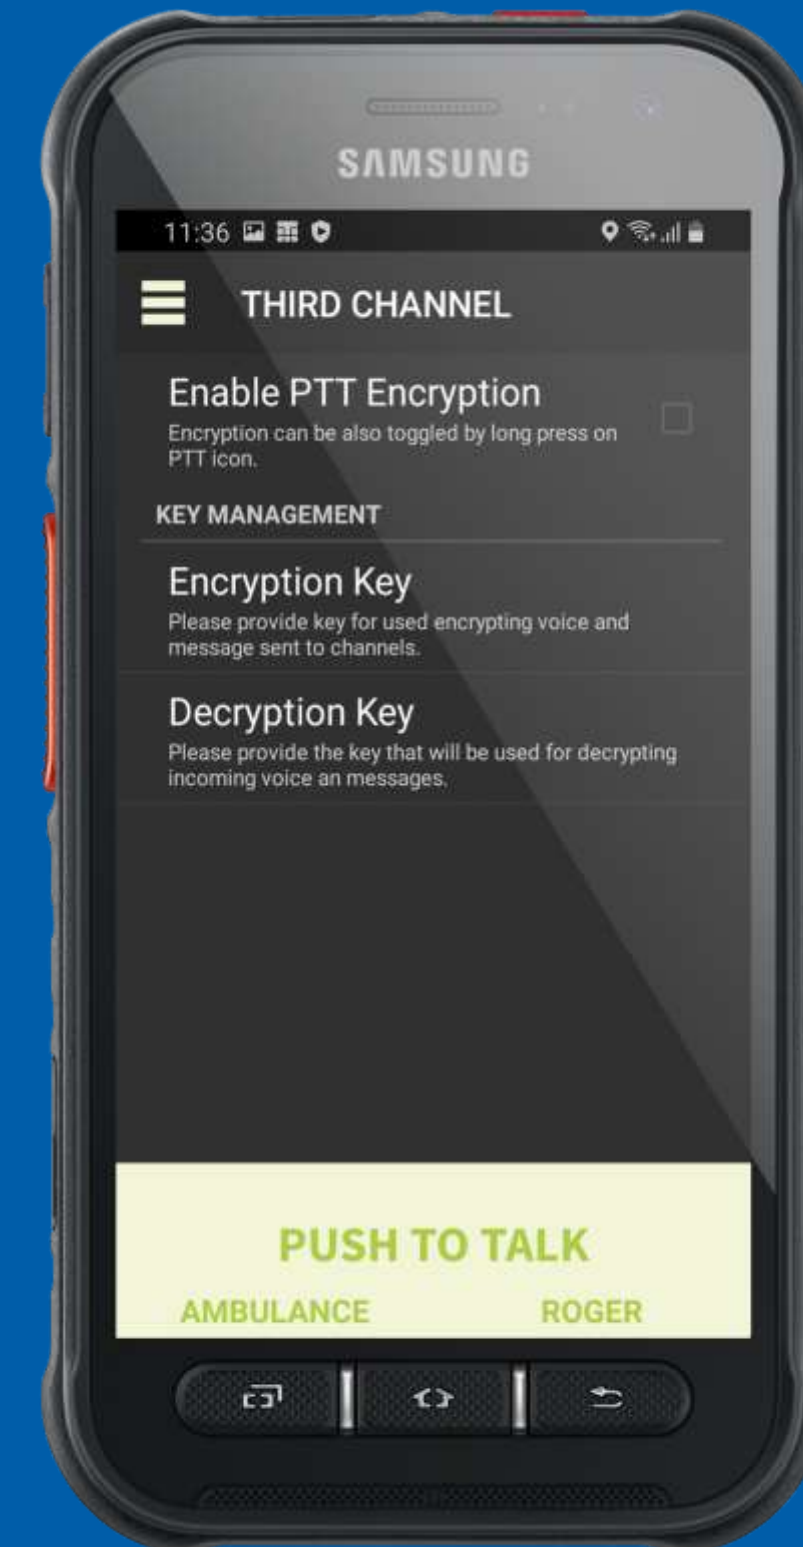 SAMSUNG
11:36
THIRD CHANNEL
Enable PTT Encryption
Encryption can be also toggled by long press on
PTT icon.
KEY MANAGEMENT
Encryption Key
Please provide key for used encrypting voice and
message sent to channels.
Decryption Key
Please provide the key that will be used for decrypting
incoming voice an messages.
PUSH TO TALK
AMBULANCE ROGER